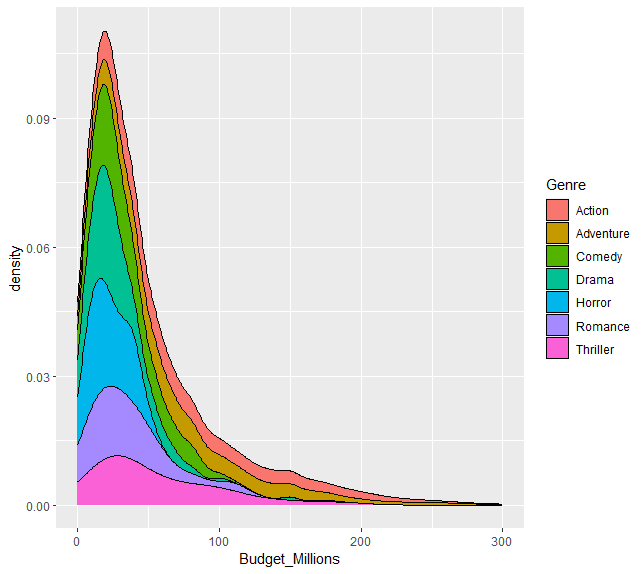 0.09
0.06
0.03
0.00
density
0
100
200
300
Budget_Millions
Genre
Action
Adventure
Comedy
Drama
Horror
Romance
Thriller